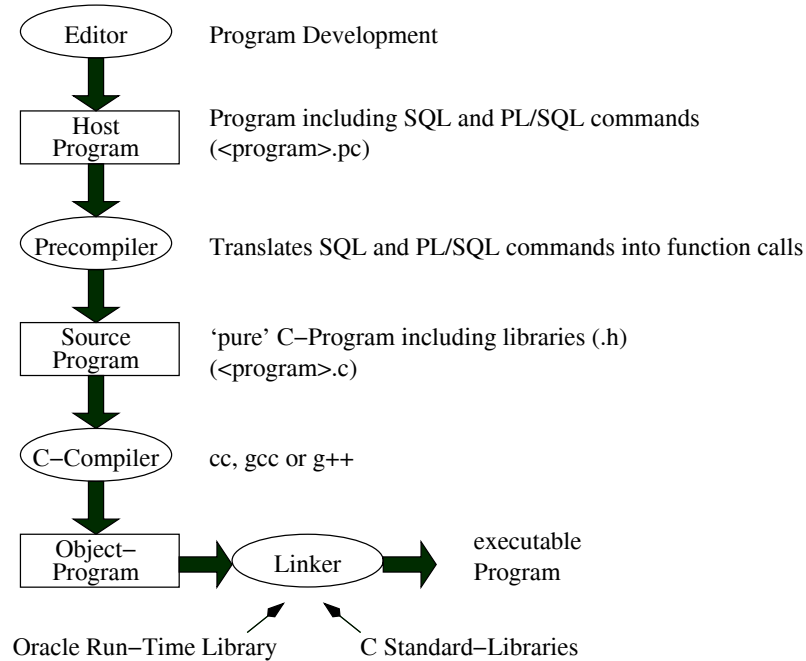 Editor
Program Development
Host
Program
Program including SQL and PL/SQL commands
(<program>.pc)
Precompiler
Translates SQL and PL/SQL commands into function calls
Source
Program
‘pure’ C−Program including libraries (.h)
(<program>.c)
C−Compiler
cc, gcc or g++
Object−
Program
Linker
executable
Program
Oracle Run−Time Library
C Standard−Libraries